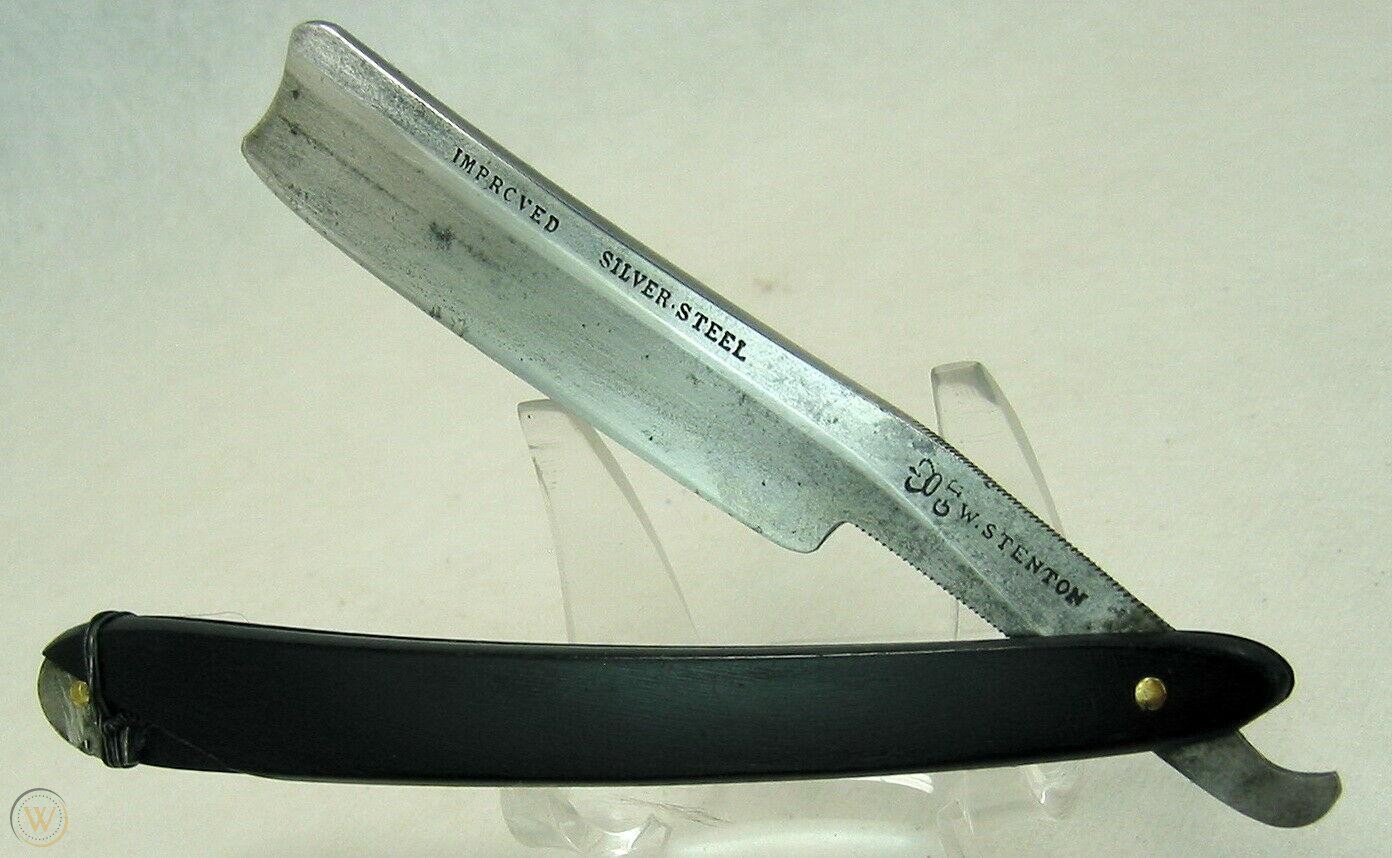 IMPRCVED SILVER·STEEL
W. STENTON
W